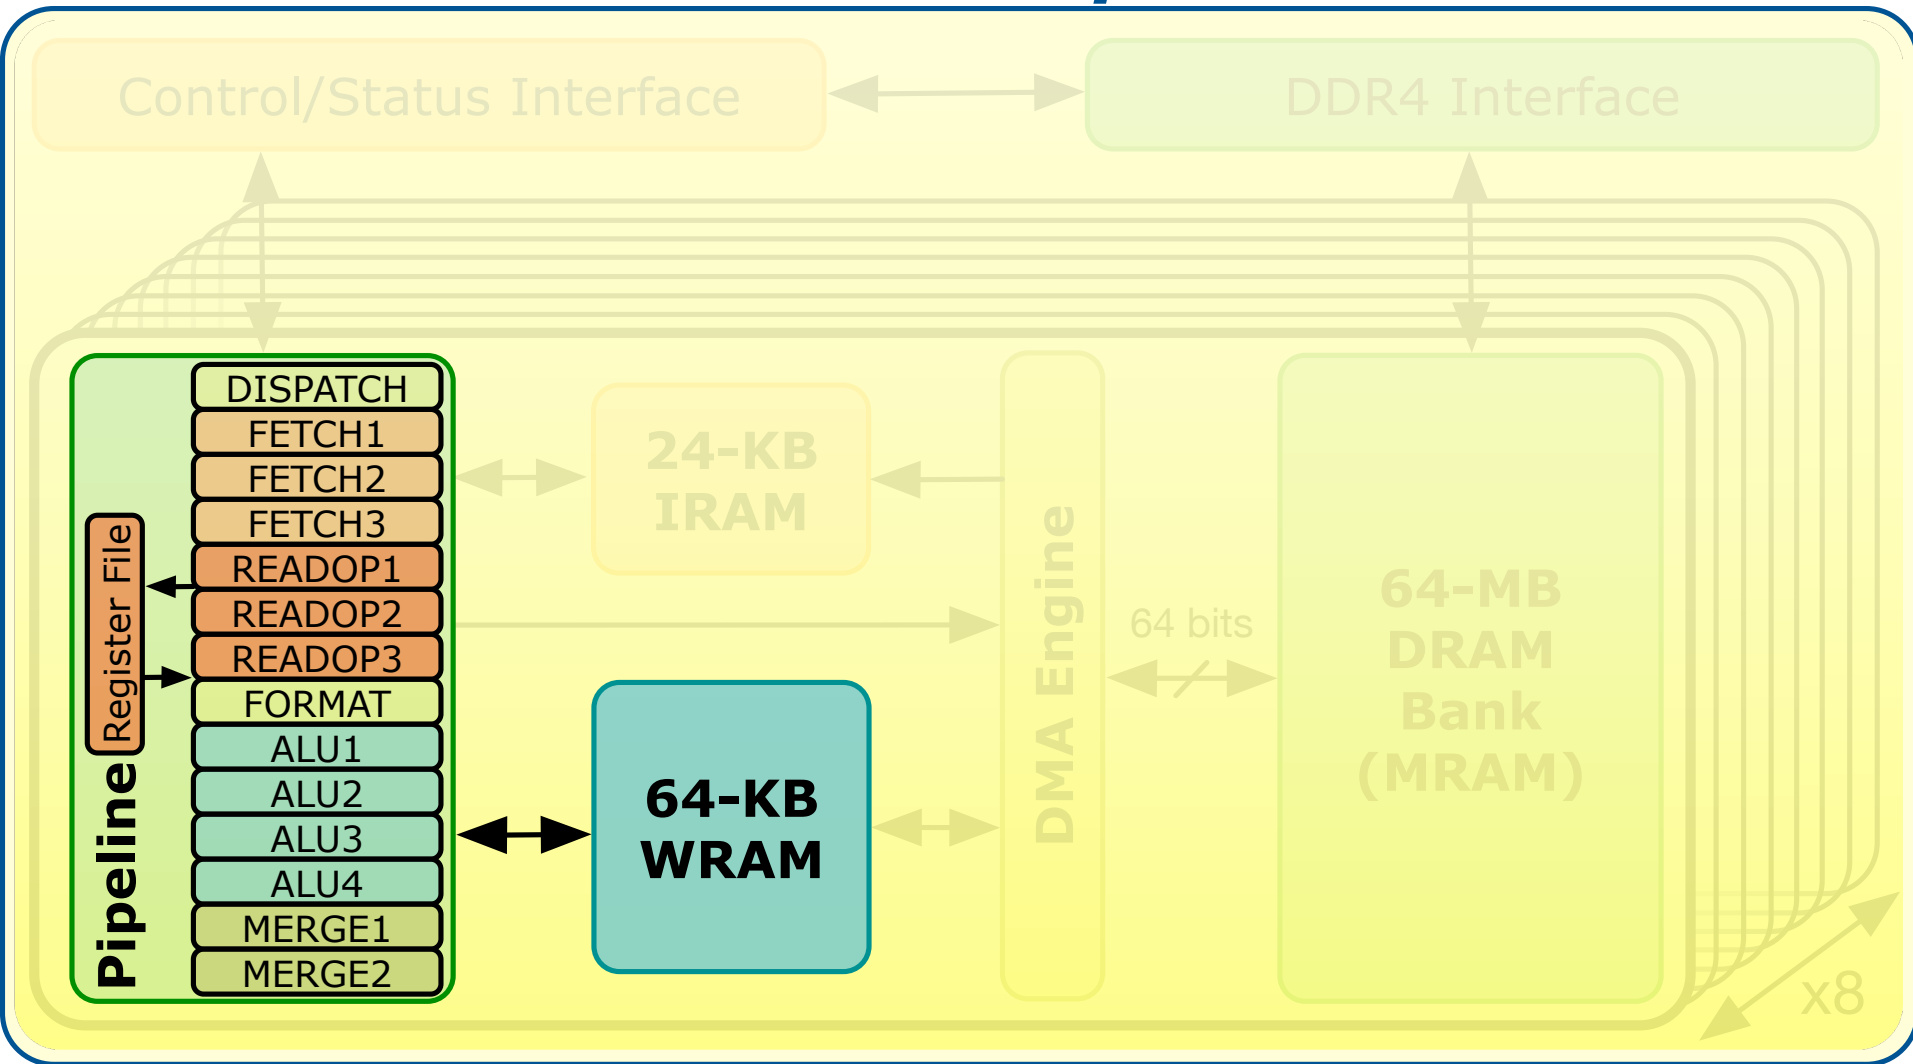 Control/Status Interface
DDR4 Interface
DISPATCH
FETCH1
FETCH2
FETCH3
READOP1
READOP2
READOP3
FORMAT
ALU1
ALU2
ALU3
ALU4
MERGE1
MERGE2
Register File
Pipeline
24-KB
IRAM
64-KB
WRAM
DMA Engine
64 bits
64-MB
DRAM
Bank
(MRAM)
x8